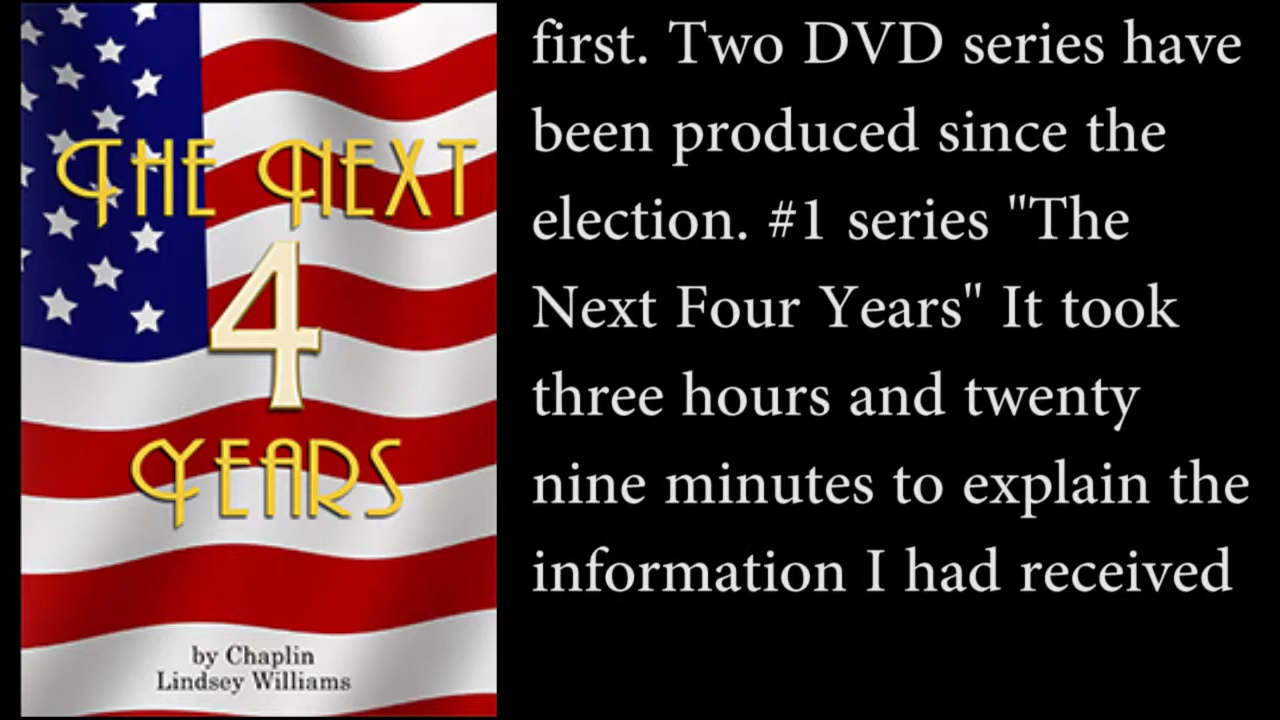 THE NEXT
4
YEARS
by Chaplin
Lindsey Williams
first. Two DVD series have
been produced since the
election. #1 series "The
Next Four Years" It took
three hours and twenty
nine minutes to explain the
information I had received